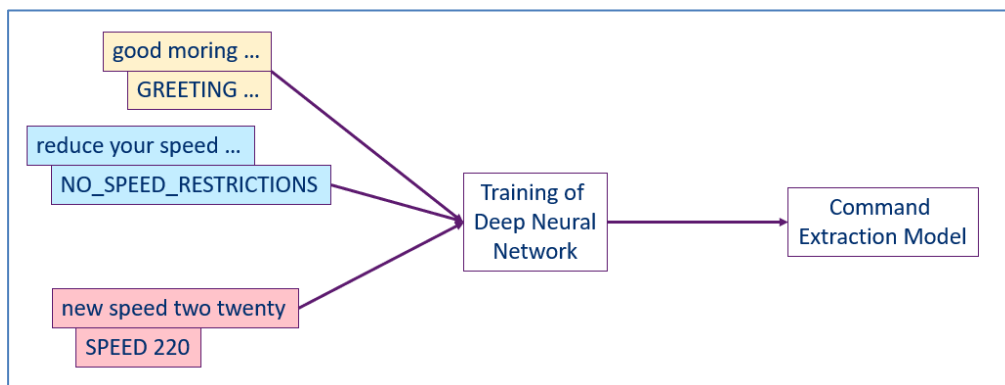 good moring ...
GREETING ...
reduce your speed ...
NO_SPEED_RESTRICTIONS
new speed two twenty
SPEED 220
Training of
Deep Neural
Network
Command
Extraction Model